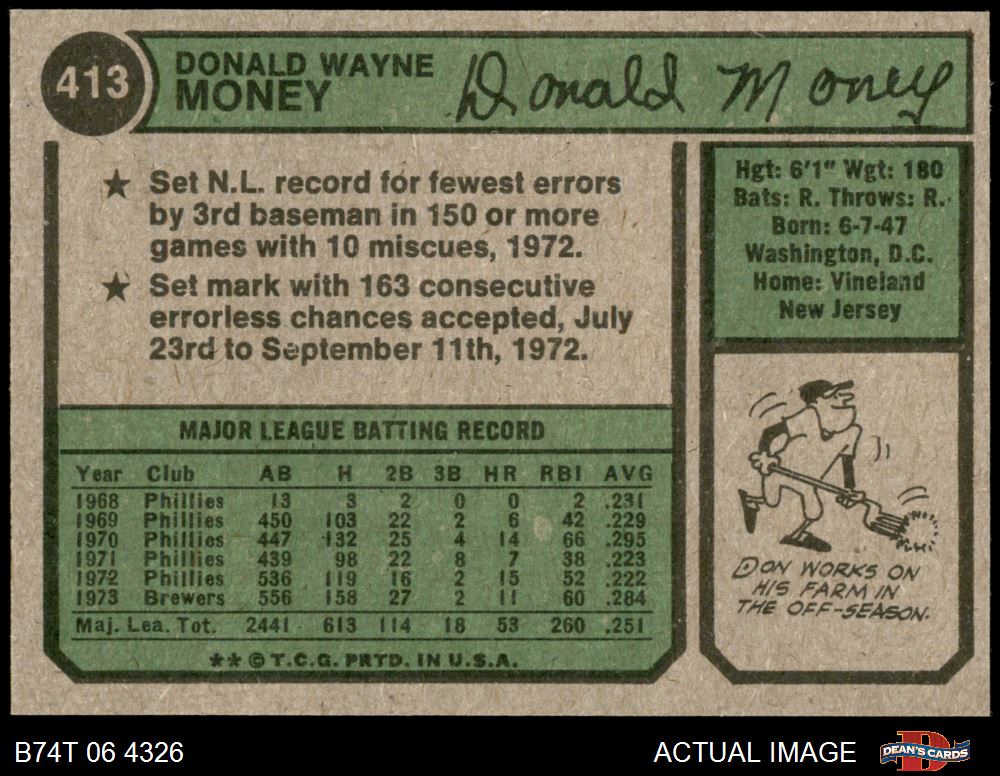 413
DONALD WAYNE
MONEY
Donald Money
★ Set N.L. record for fewest errors
by 3rd baseman in 150 or more
games with 10 miscues, 1972.
★ Set mark with 163 consecutive
errorless chances accepted, July
23rd to September 11th, 1972.
Hgt: 6'1" Wgt: 180
Bats: R. Throws: R.
Born: 6-7-47
Washington, D.C.
Home: Vineland
New Jersey
MAJOR LEAGUE BATTING RECORD
Year Club AB H 2B 3B HR RBI AVG
1968 Phillies 13 3 2 0 0 2 .231
1969 Phillies 450 103 22 2 6 42 .229
1970 Phillies 447 132 25 4 14 66 .295
1971 Phillies 439 98 22 8 7 38 .223
1972 Phillies 536 119 16 2 15 52 .222
1973 Brewers 556 158 27 2 11 60 .284
Maj. Lea. Tot. 2441 613 114 18 53 260 .251
** © T.C.G. PRTD. IN U.S.A.
DON WORKS ON
HIS FARM IN
THE OFF-SEASON.
B74T 06 4326
ACTUAL IMAGE
DEAN'S CARDS